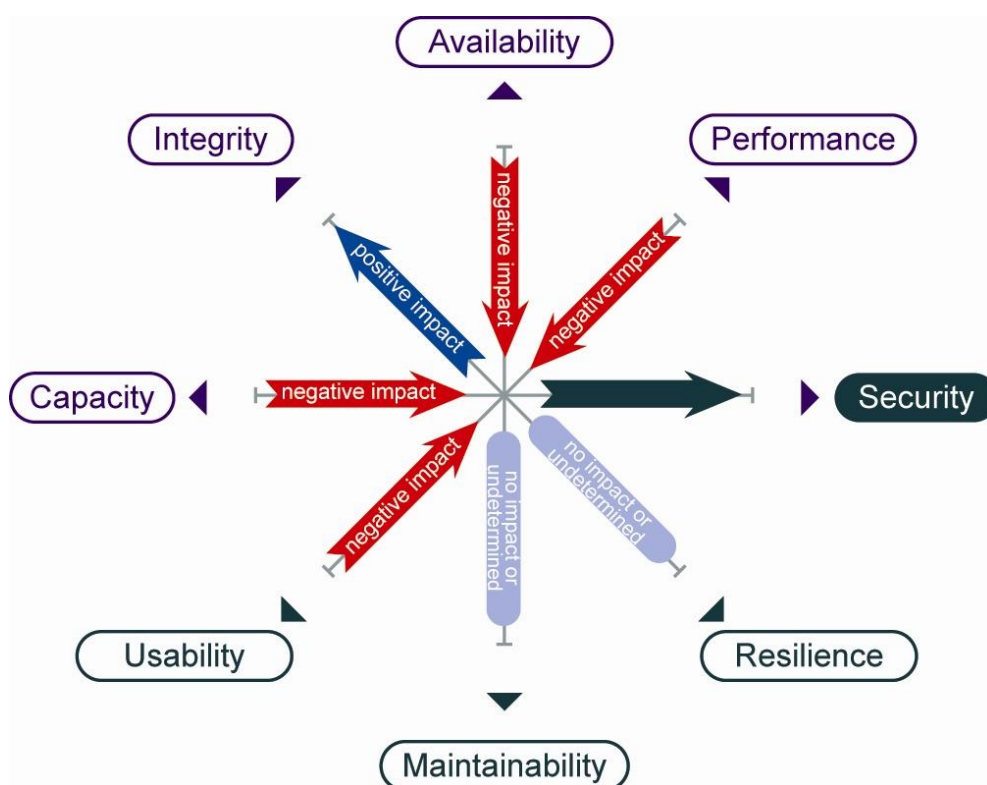 Availability
Integrity
Performance
negative impact
positive impact
negative impact
Capacity
negative impact
Security
negative impact
no impact or
undetermined
no impact or
undetermined
Usability
Resilience
Maintainability